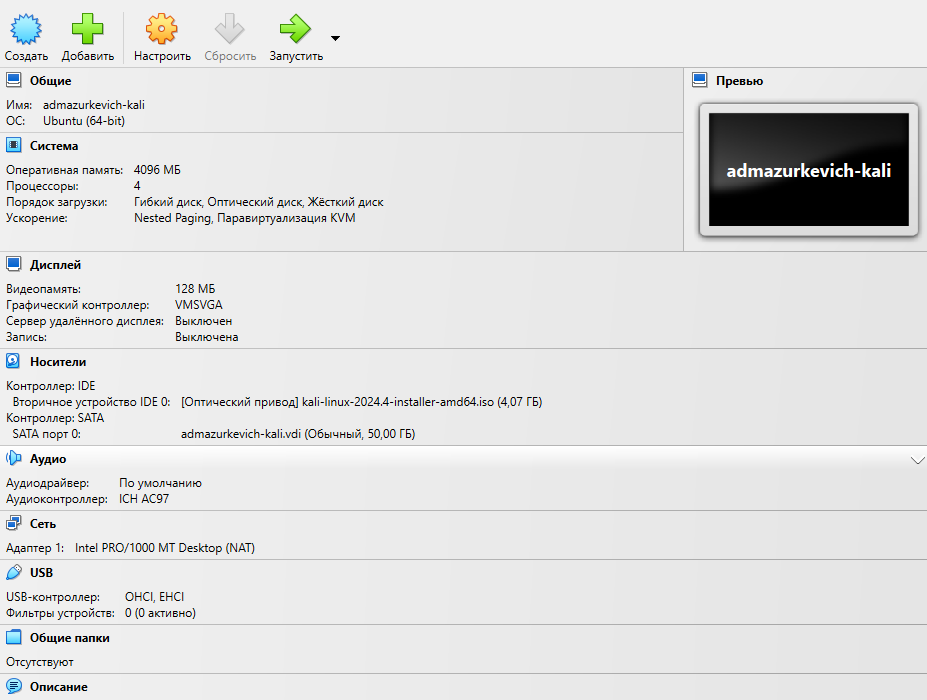 Создать Добавить Настроить Сбросить Запустить
Общие
Имя: admazurkevich-kali
ОС: Ubuntu (64-bit)
Превью
admazurkevich-kali
Система
Оперативная память: 4096 МБ
Процессоры: 4
Порядок загрузки: Гибкий диск, Оптический диск, Жёсткий диск
Ускорение: Nested Paging, Паравиртуализация KVM
Дисплей
Видеопамять: 128 МБ
Графический контроллер: VMSVGA
Сервер удалённого дисплея: Выключен
Запись: Выключена
Носители
Контроллер: IDE
Вторичное устройство IDE 0: [Оптический привод] kali-linux-2024.4-installer-amd64.iso (4,07 ГБ)
Контроллер: SATA
SATA порт 0: admazurkevich-kali.vdi (Обычный, 50,00 ГБ)
Аудио
Аудиодрайвер: По умолчанию
Аудиоконтроллер: ICH AC97
Сеть
Адаптер 1: Intel PRO/1000 MT Desktop (NAT)
USB
USB-контроллер: OHCI, EHCI
Фильтры устройств: 0 (0 активно)
Общие папки
Отсутствуют
Описание